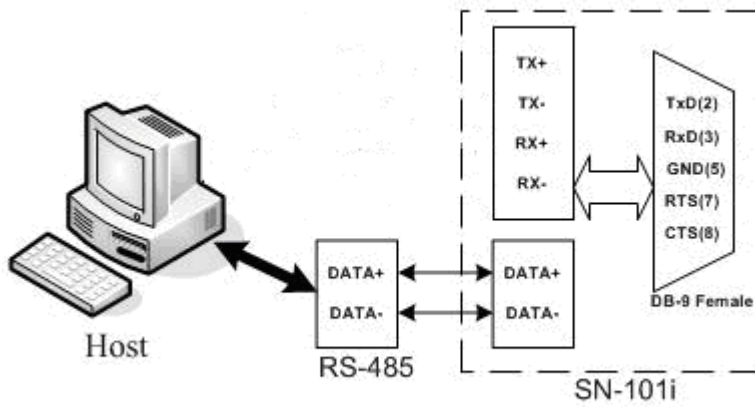 TX+
TX-
RX+
RX-
TxD(2)
RxD(3)
GND(5)
RTS(7)
CTS(8)
DB-9 Female
DATA+
DATA-
DATA+
DATA-
Host
RS-485
SN-101i